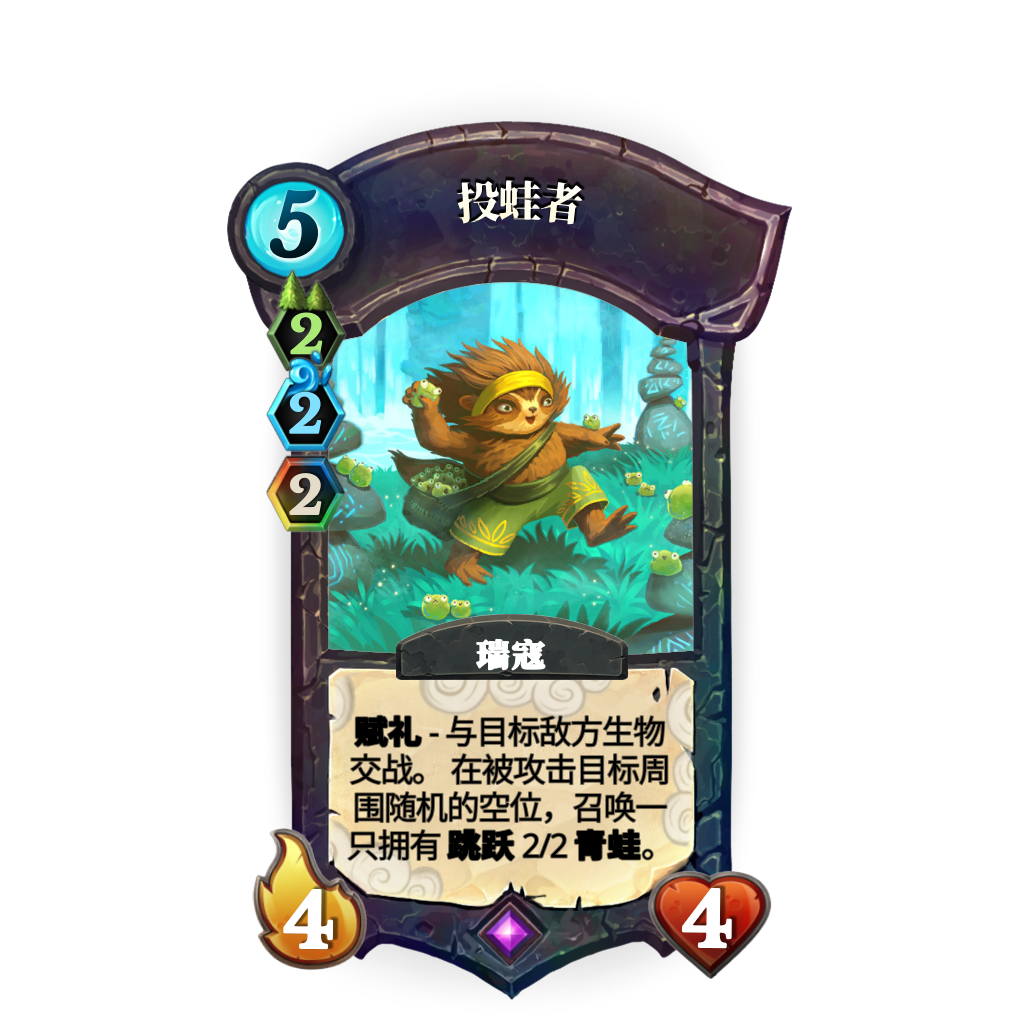 投蛙者
5
2
2
2
瑞寇
赋礼 - 与目标敌方生物
交战。 在被攻击目标周
围随机的空位，召唤一
只拥有 跳跃 2/2 青蛙。
4
4